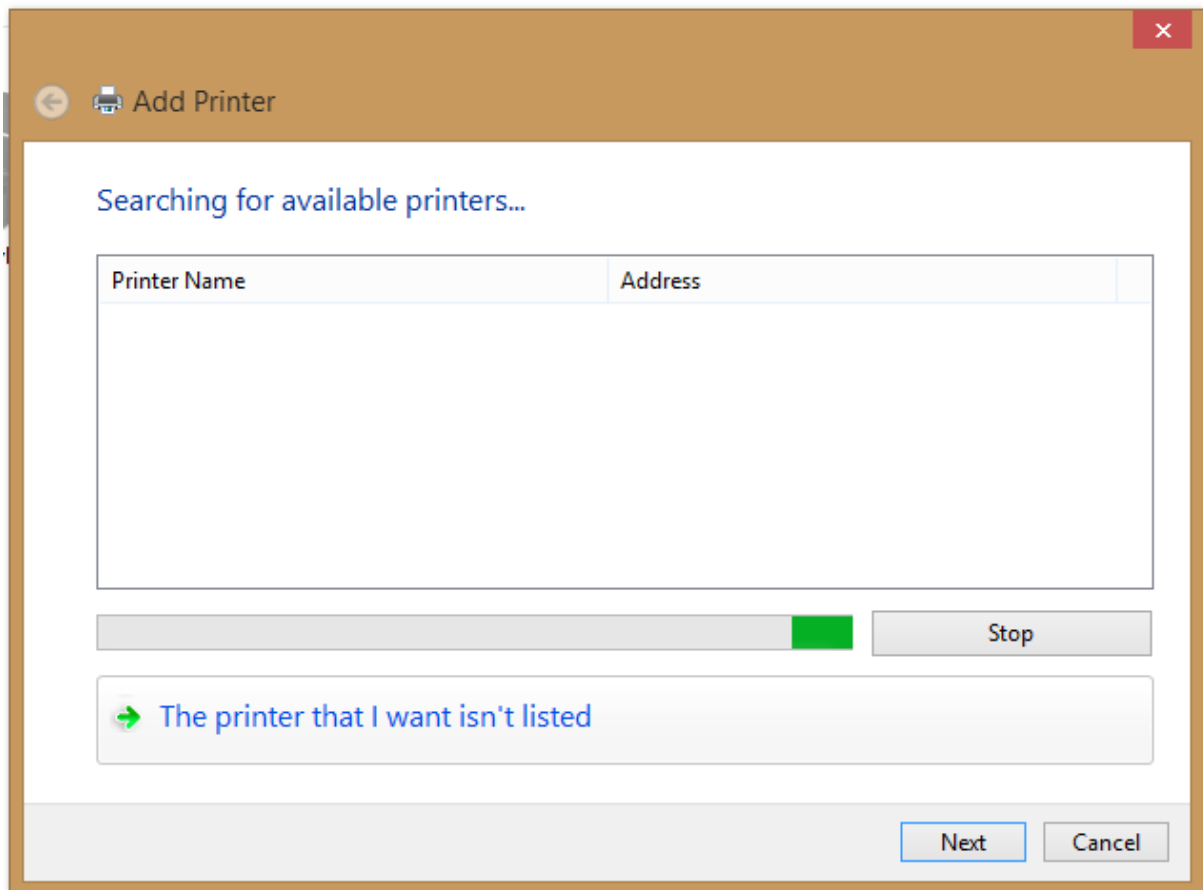 Add Printer
Searching for available printers...
Printer Name Address
Stop
The printer that I want isn't listed
Next Cancel